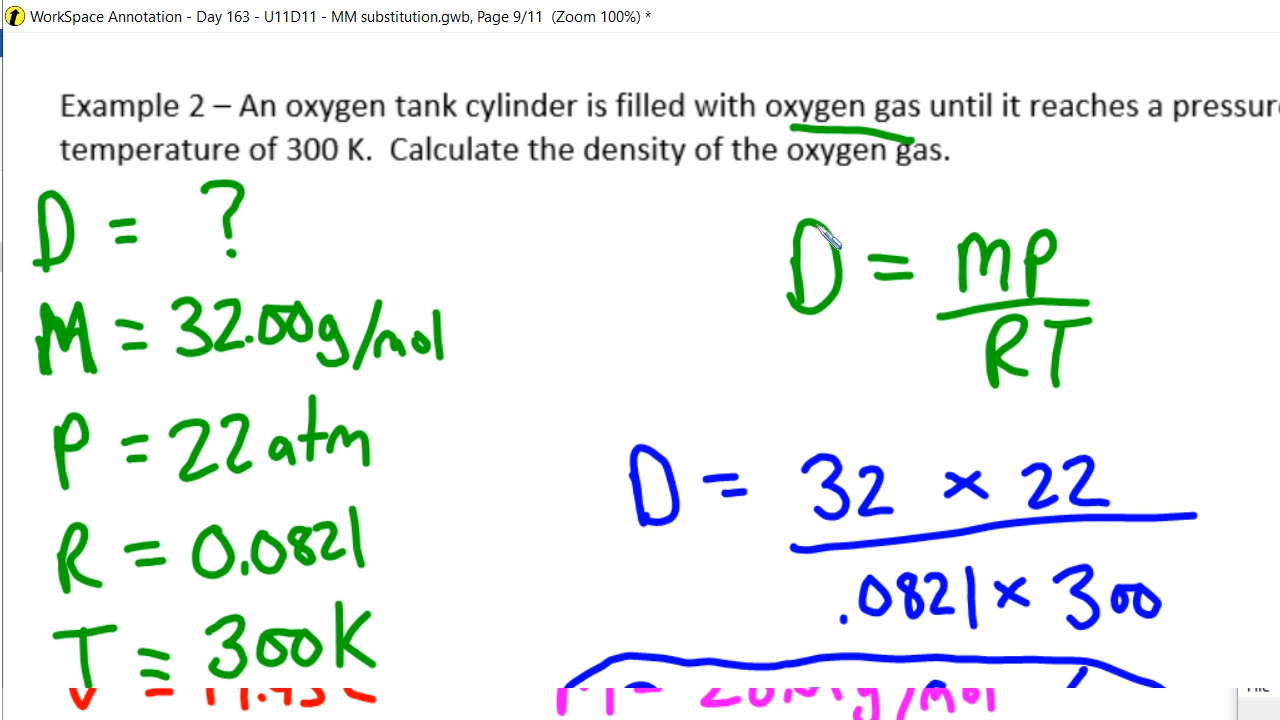 WorkSpace Annotation - Day 163 - U11D11 - MM substitution.gwb, Page 9/11 (Zoom 100%) *
Example 2 – An oxygen tank cylinder is filled with oxygen gas until it reaches a pressure
temperature of 300 K. Calculate the density of the oxygen gas.
D = ?
D = MP
RT
M = 32.00g/mol
P = 22 atm
D = 32 × 22
.0821 × 300
R = 0.0821
T = 300K